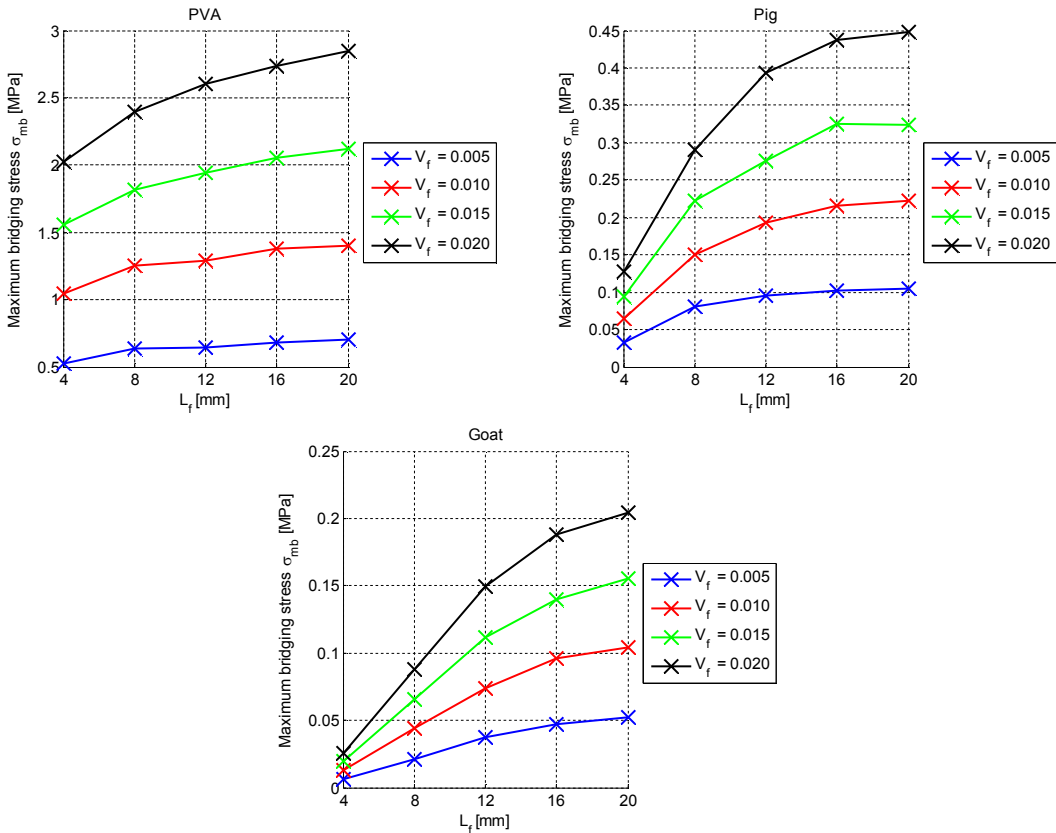 PVA
Maximum bridging stress σmb [MPa]
3
2.5
2
1.5
1
0.5
4 8 12 16 20
Lf [mm]
Vf = 0.005
Vf = 0.010
Vf = 0.015
Vf = 0.020
Pig
Maximum bridging stress σmb [MPa]
0.45
0.4
0.35
0.3
0.25
0.2
0.15
0.1
0.05
0
4 8 12 16 20
Lf [mm]
Vf = 0.005
Vf = 0.010
Vf = 0.015
Vf = 0.020
Goat
Maximum bridging stress σmb [MPa]
0.25
0.2
0.15
0.1
0.05
0
4 8 12 16 20
Lf [mm]
Vf = 0.005
Vf = 0.010
Vf = 0.015
Vf = 0.020